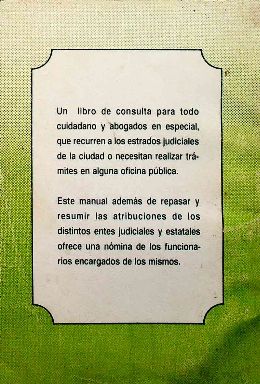 Un libro de consulta para todo
cuidadano y abogados en especial,
que recurren a los estrados judiciales
de la ciudad o necesitan realizar trá-
mites en alguna oficina pública.
Este manual además de repasar y
resumir las atribuciones de los
distintos entes judiciales y estatales
ofrece una nómina de los funciona-
rios encargados de los mismos.